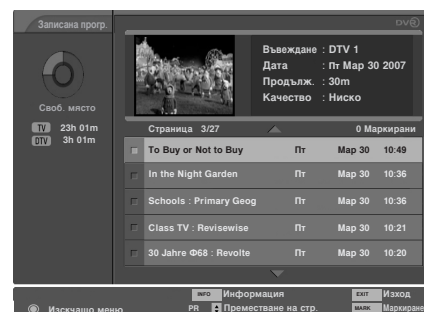 Записана прогр.
DVR
Въвеждане : DTV 1
Дата : Пт Мар 30 2007
Продълж. : 30m
Качество : Ниско
Своб. място
TV 23h 01m
DTV 3h 01m
Страница 3/27 0 Маркирани
To Buy or Not to Buy Пт Мар 30 10:49
In the Night Garden Пт Мар 30 10:36
Schools : Primary Geog Пт Мар 30 10:36
Class TV : Revisewise Пт Мар 30 10:21
30 Jahre Ф68 : Revolte Пт Мар 30 10:20
INFO Информация EXIT Изход
Изскчащо меню PR Преместване на стр. MARK Маркиране